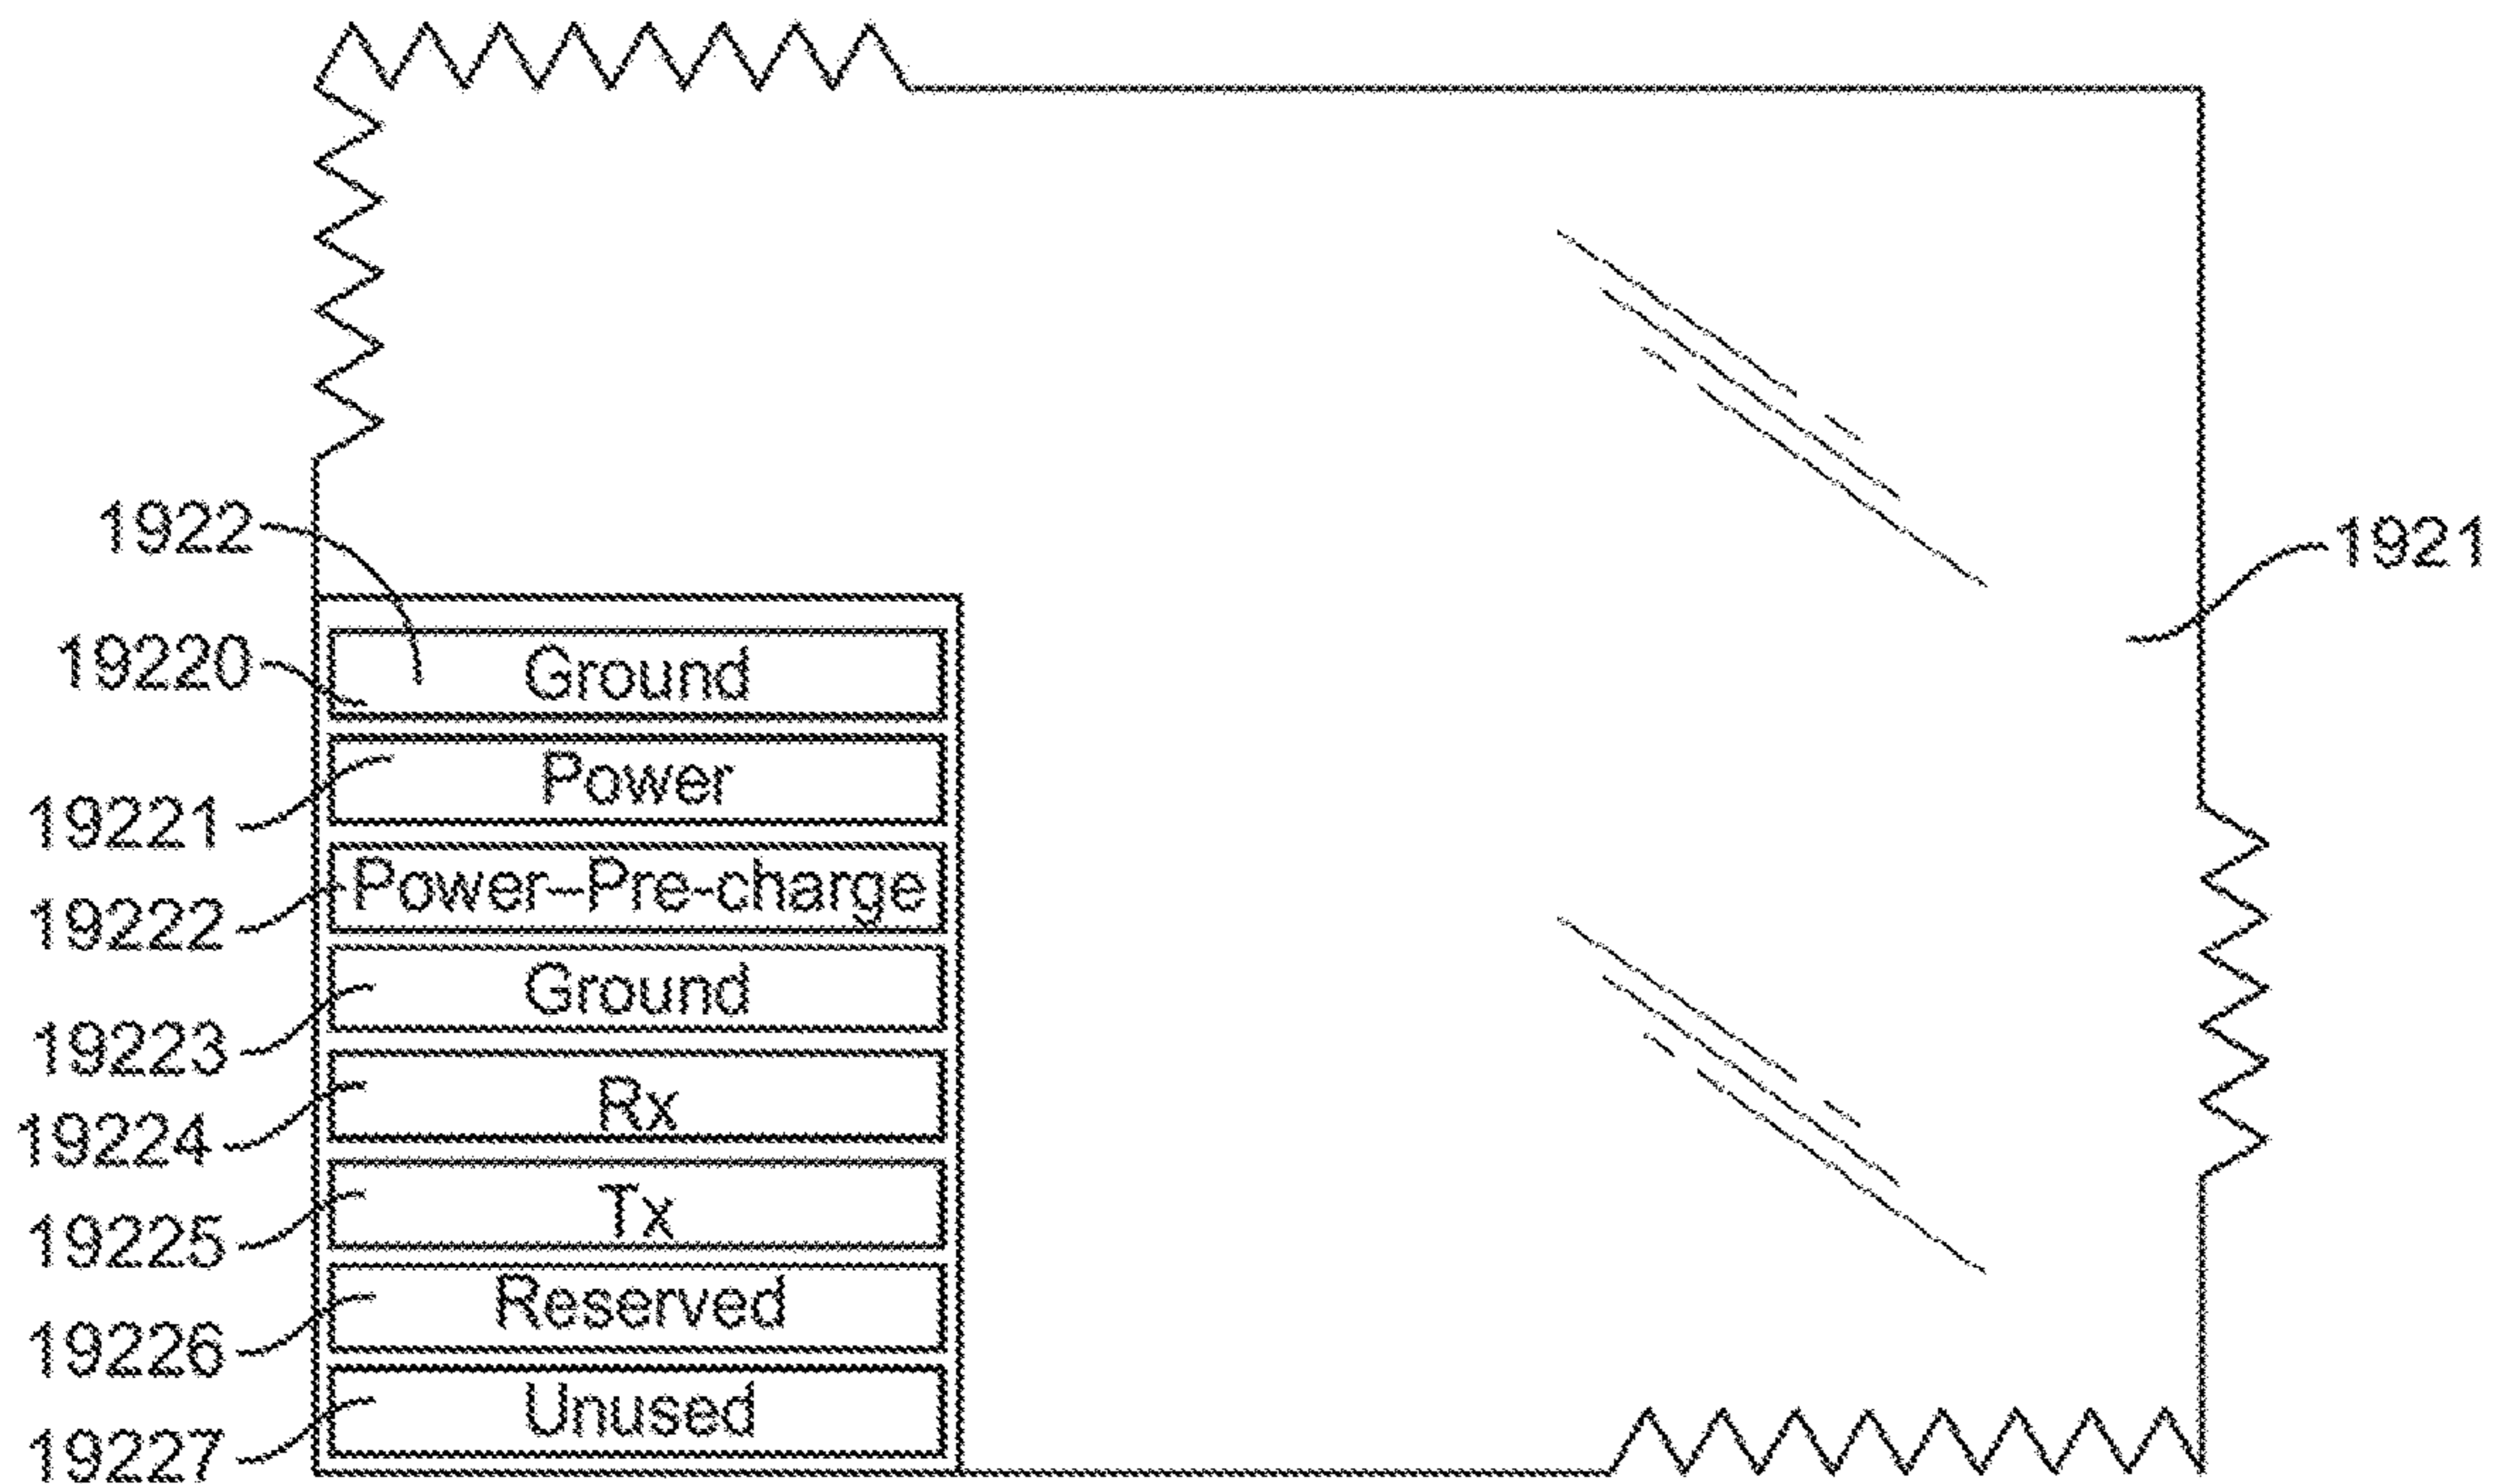 1922
1921
19220 Ground
19221 Power
19222 Power–Pre-charge
19223 Ground
19224 Rx
19225 Tx
19226 Reserved
19227 Unused